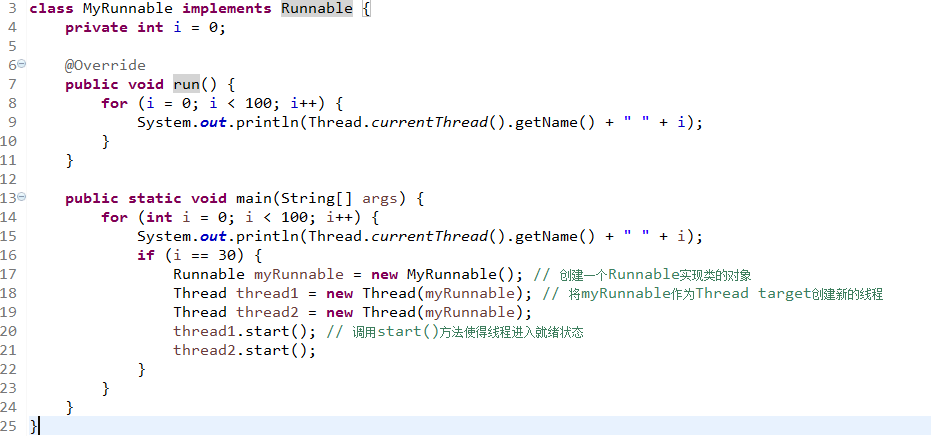 3 class MyRunnable implements Runnable {
4     private int i = 0;
5
6     @Override
7     public void run() {
8         for (i = 0; i < 100; i++) {
9             System.out.println(Thread.currentThread().getName() + " " + i);
10         }
11     }
12
13     public static void main(String[] args) {
14         for (int i = 0; i < 100; i++) {
15             System.out.println(Thread.currentThread().getName() + " " + i);
16             if (i == 30) {
17                 Runnable myRunnable = new MyRunnable(); // 创建一个Runnable实现类的对象
18                 Thread thread1 = new Thread(myRunnable); // 将myRunnable作为Thread target创建新的线程
19                 Thread thread2 = new Thread(myRunnable);
20                 thread1.start(); // 调用start()方法使得线程进入就绪状态
21                 thread2.start();
22             }
23         }
24     }
25 }